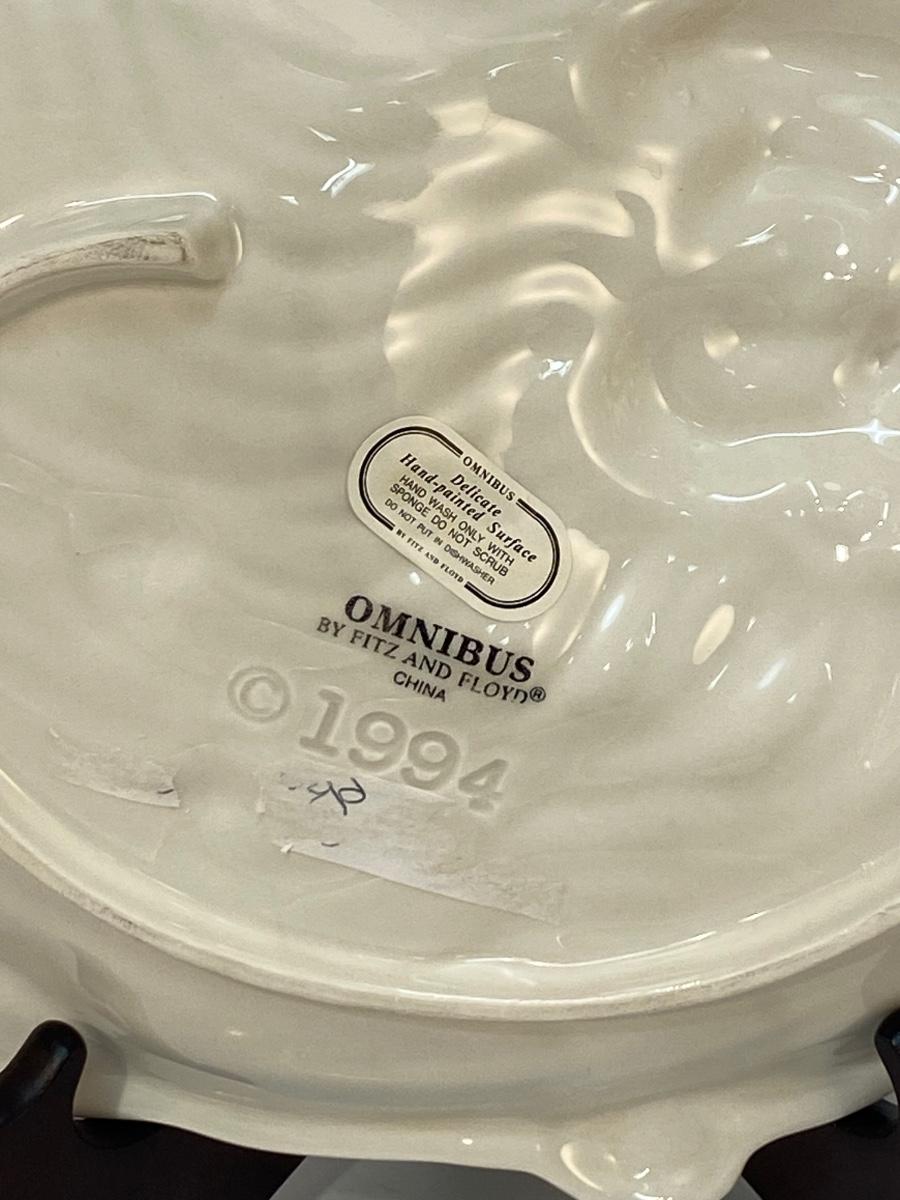 OMNIBUS
Delicate
Hand-painted Surface
HAND WASH ONLY WITH
SPONGE DO NOT SCRUB
DO NOT PUT IN DISHWASHER
BY FITZ AND FLOYD
OMNIBUS
BY FITZ AND FLOYD®
CHINA
©1994